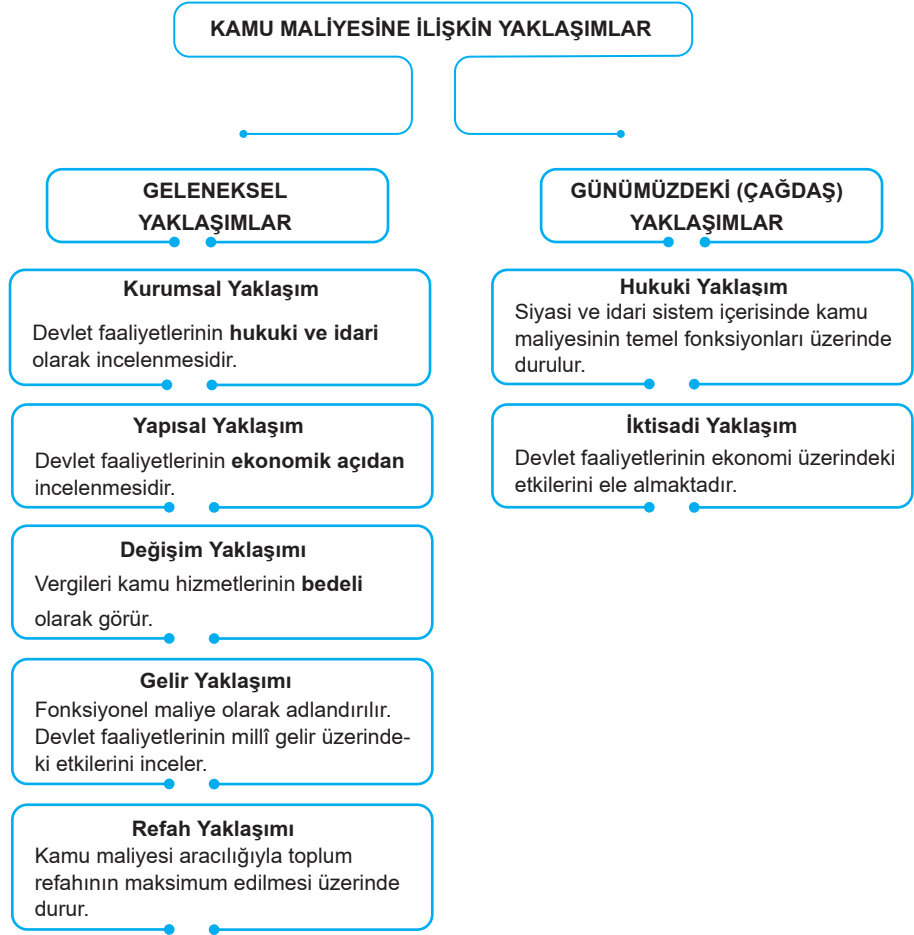 KAMU MALİYESİNE İLİŞKİN YAKLAŞIMLAR
GELENEKSEL
YAKLAŞIMLAR
Kurumsal Yaklaşım
Devlet faaliyetlerinin hukuki ve idari
olarak incelenmesidir.
Yapısal Yaklaşım
Devlet faaliyetlerinin ekonomik açıdan
incelenmesidir.
Değişim Yaklaşımı
Vergileri kamu hizmetlerinin bedeli
olarak görür.
Gelir Yaklaşımı
Fonksiyonel maliye olarak adlandırılır.
Devlet faaliyetlerinin millî gelir üzerinde-
ki etkilerini inceler.
Refah Yaklaşımı
Kamu maliyesi aracılığıyla toplum
refahının maksimum edilmesi üzerinde
durur.
GÜNÜMÜZDEKİ (ÇAĞDAŞ)
YAKLAŞIMLAR
Hukuki Yaklaşım
Siyasi ve idari sistem içerisinde kamu
maliyesinin temel fonksiyonları üzerinde
durulur.
İktisadi Yaklaşım
Devlet faaliyetlerinin ekonomi üzerindeki
etkilerini ele almaktadır.